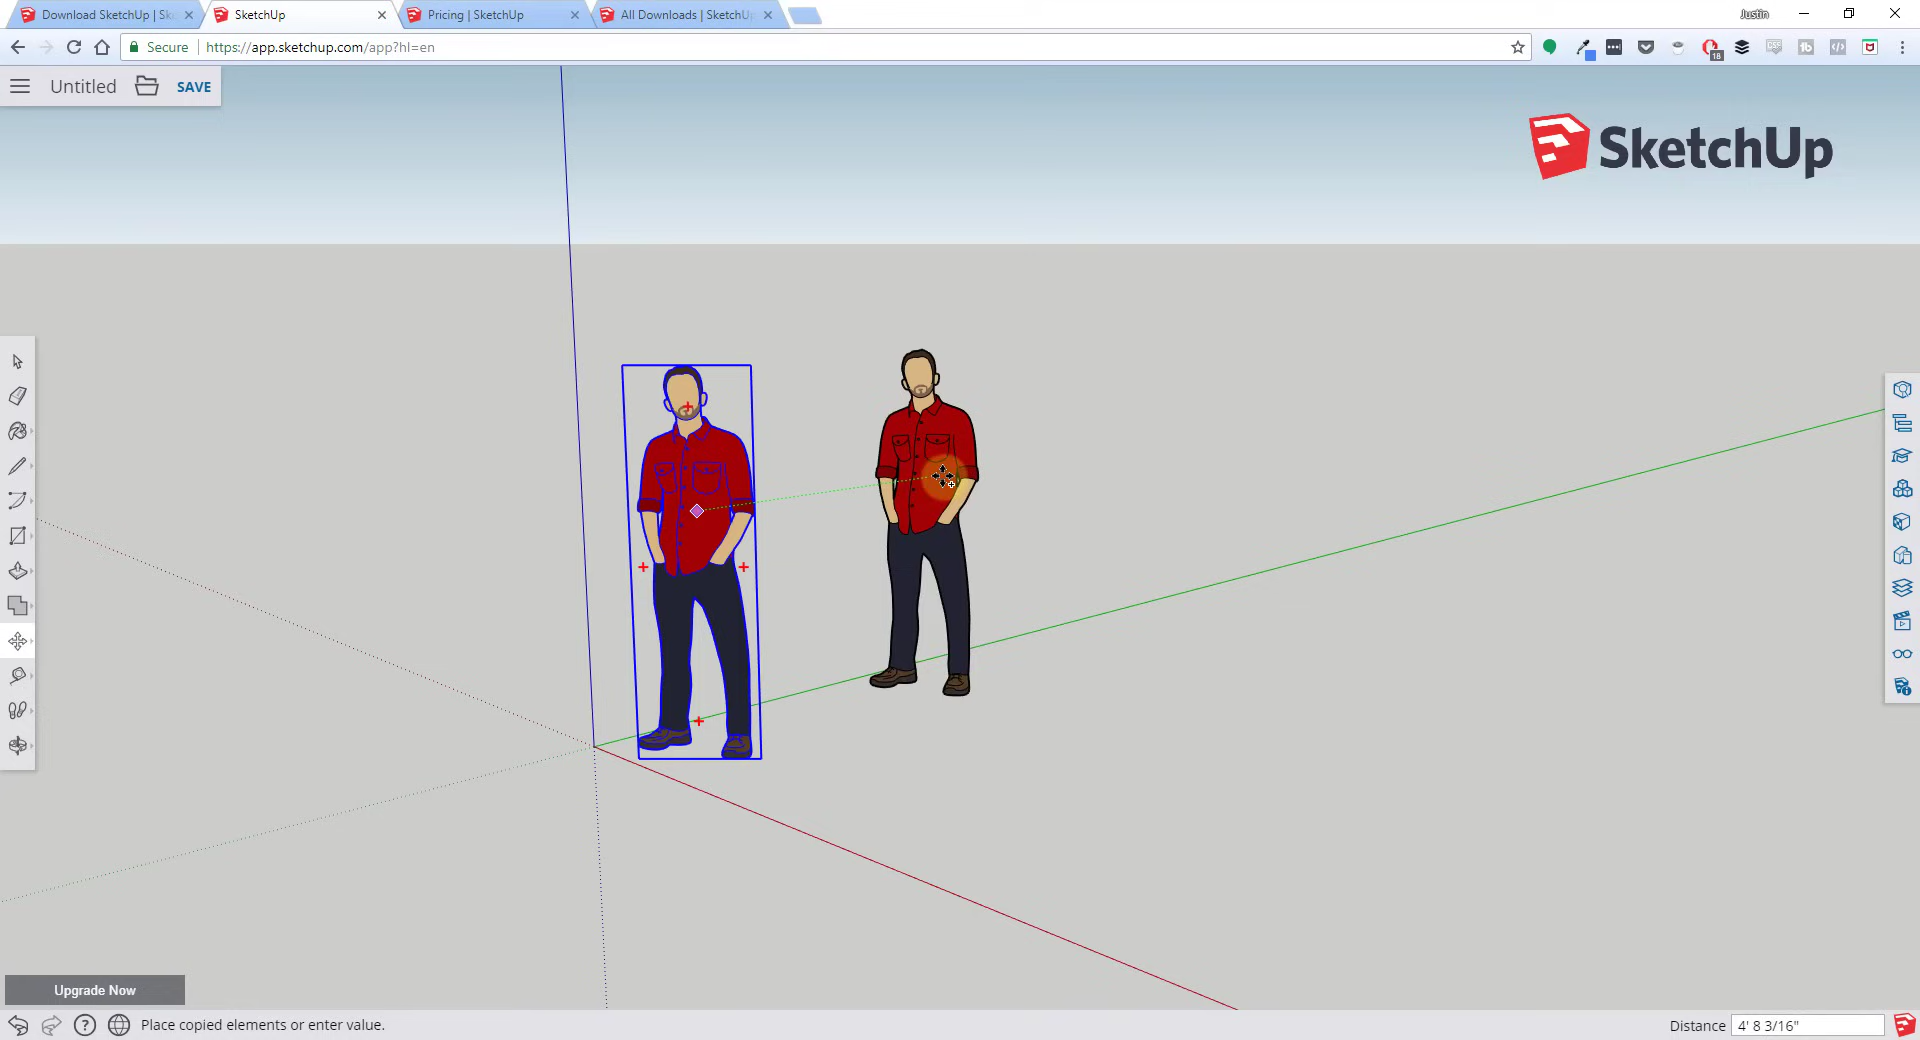 Download SketchUp | Sk
SketchUp
Pricing | SketchUp
All Downloads | SketchU
Justin
Secure
https://app.sketchup.com/app?hl=en
18
Untitled
SAVE
SketchUp
Upgrade Now
Place copied elements or enter value.
Distance
4' 8 3/16"